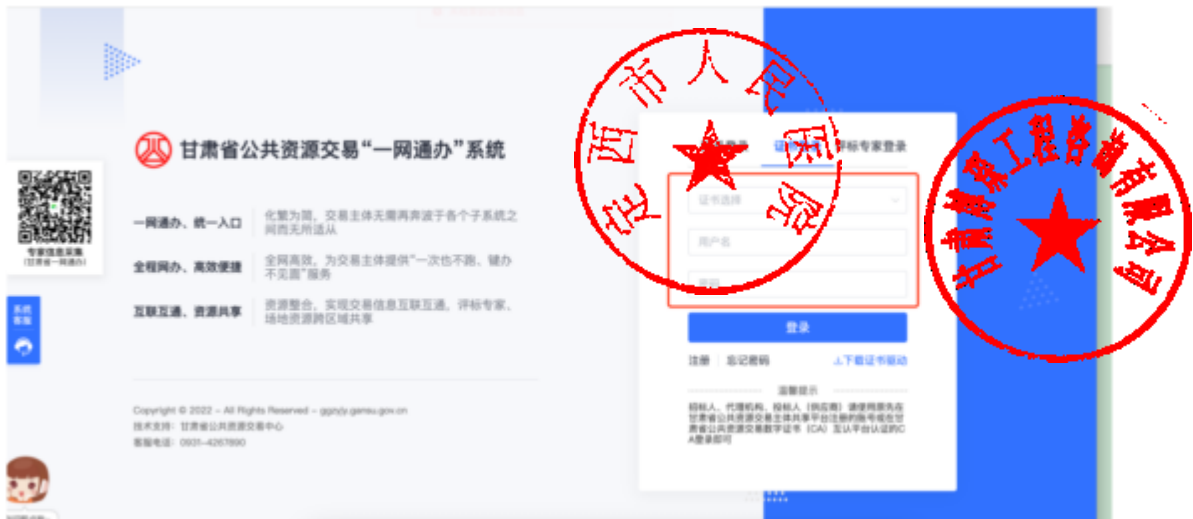 甘肃省公共资源交易“一网通办”系统
一网通办、统一入口
化繁为简，交易主体无需再奔波于各个子系统之
间而无所适从
全程网办、高效便捷
全网高效，为交易主体提供“一次也不跑、键办
不见面”服务
互联互通、资源共享
资源整合，实现交易信息互联互通，评标专家、
场地资源跨区域共享
Copyright © 2022 - All Rights Reserved - ggzyjy.gansu.gov.cn
技术支持：甘肃省公共资源交易中心
客服电话：0931-4267890
专家信息采集
(甘肃省一网通办)
系统
客服
定西市人民医院
评标专家登录
证书选择
用户名
密码
登录
注册
忘记密码
下载证书驱动
温馨提示
招标人、代理机构、投标人（供应商）请使用原先在
甘肃省公共资源交易主体共享平台注册的账号或在甘
肃省公共资源交易数字证书（CA）互认平台认证的C
A登录即可
工程咨询有限公司